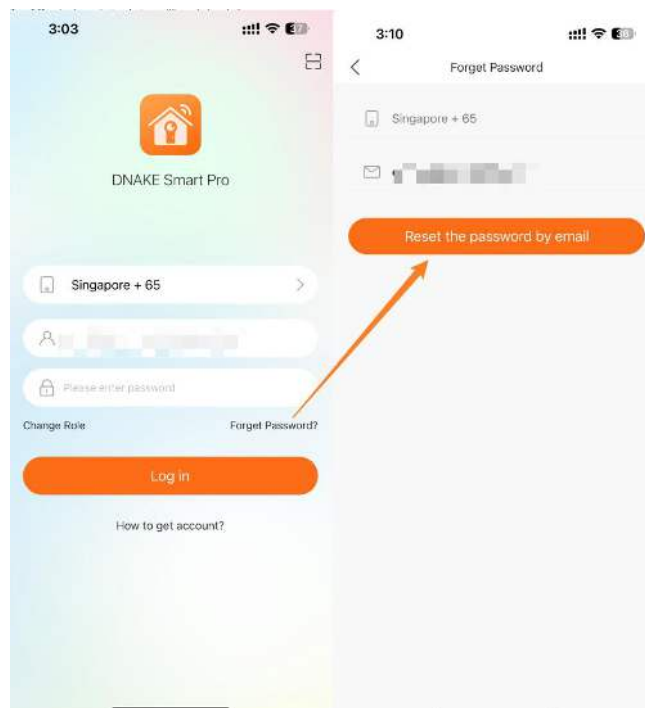 3:03
37
DNAKE Smart Pro
Singapore + 65
Please enter password
Change Role
Forget Password?
Log in
How to get account?
3:10
Forget Password
Singapore + 65
Reset the password by email